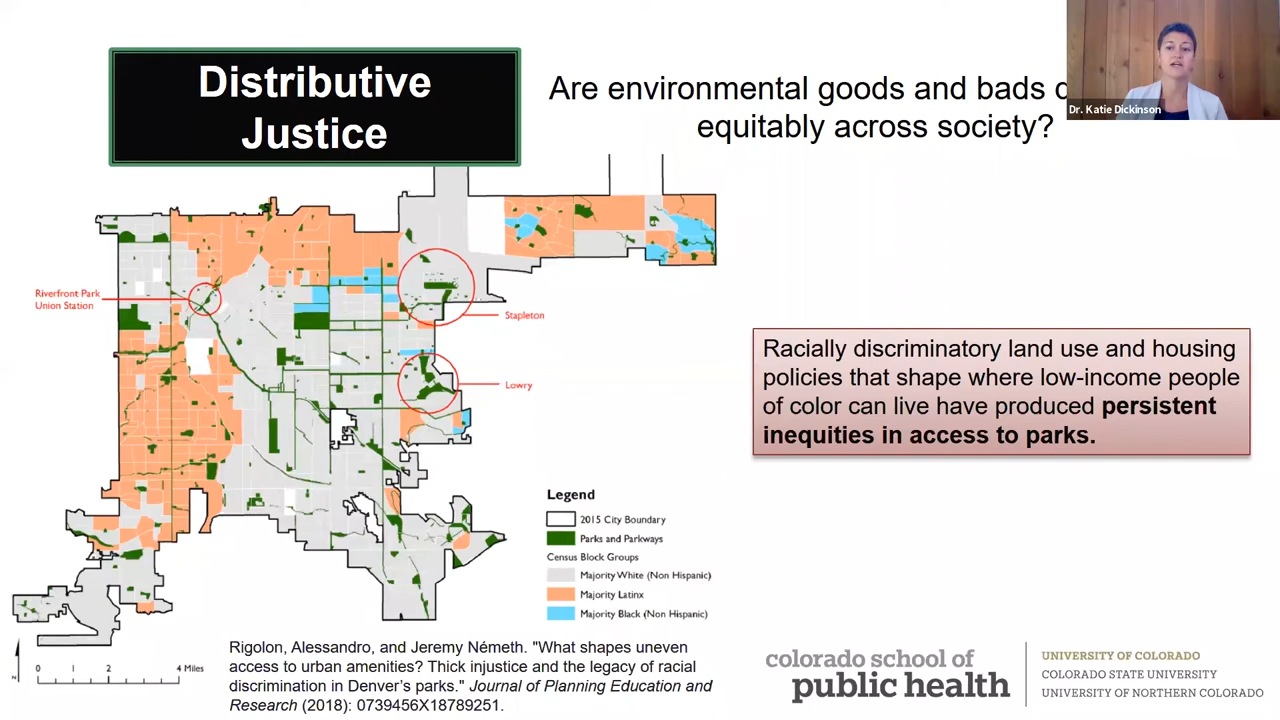 Distributive
Justice
Are environmental goods and bads
equitably across society?
Dr. Katie Dickinson
Riverfront Park
Union Station
Stapleton
Lowry
Racially discriminatory land use and housing
policies that shape where low-income people
of color can live have produced persistent
inequities in access to parks.
Legend
2015 City Boundary
Parks and Parkways
Census Block Groups
Majority White (Non Hispanic)
Majority Latinx
Majority Black (Non Hispanic)
N
0 1 2 4 Miles
Rigolon, Alessandro, and Jeremy Németh. "What shapes uneven
access to urban amenities? Thick injustice and the legacy of racial
discrimination in Denver's parks." Journal of Planning Education and
Research (2018): 0739456X18789251.
colorado school of
public health
UNIVERSITY OF COLORADO
COLORADO STATE UNIVERSITY
UNIVERSITY OF NORTHERN COLORADO